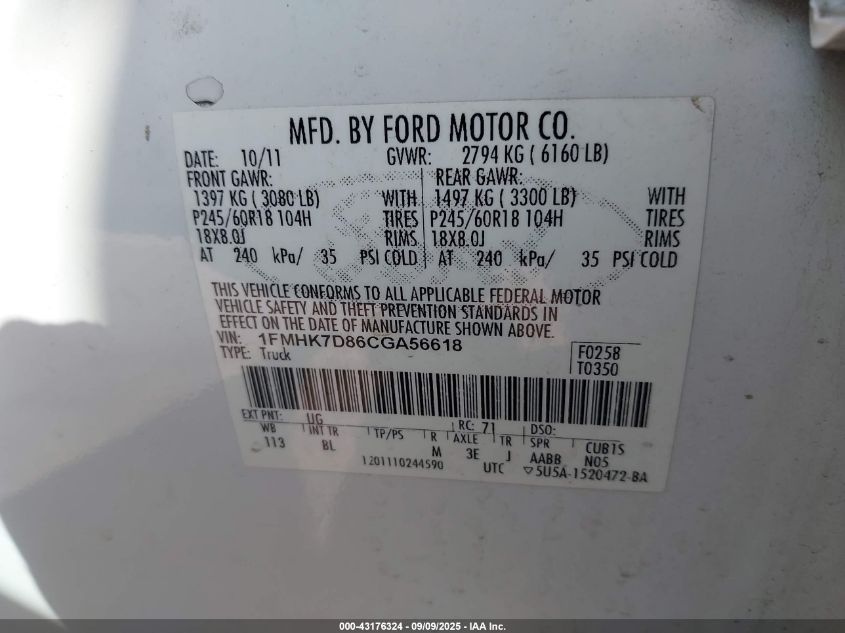 MFD. BY FORD MOTOR CO.
DATE: 10/11 GVWR: 2794 KG ( 6160 LB)
FRONT GAWR: REAR GAWR:
1397 KG ( 3080 LB) WITH 1497 KG ( 3300 LB) WITH
P245/60R18 104H TIRES P245/60R18 104H TIRES
18X8.0J RIMS 18X8.0J RIMS
AT 240 kPa/ 35 PSI COLD AT 240 kPa/ 35 PSI COLD
THIS VEHICLE CONFORMS TO ALL APPLICABLE FEDERAL MOTOR
VEHICLE SAFETY AND THEFT PREVENTION STANDARDS IN
EFFECT ON THE DATE OF MANUFACTURE SHOWN ABOVE.
VIN: 1FMHK7D86CGA56618
TYPE: Truck
F0258
T0350
EXT PNT: UG RC: 71 DSO:
WB INT TR TP/PS R AXLE TR SPR CUBTS
113 BL M 3E J AABB N05
1201110244590 UTC ▽5U5A-1520472-BA
000-43176324 - 09/09/2025 - IAA Inc.